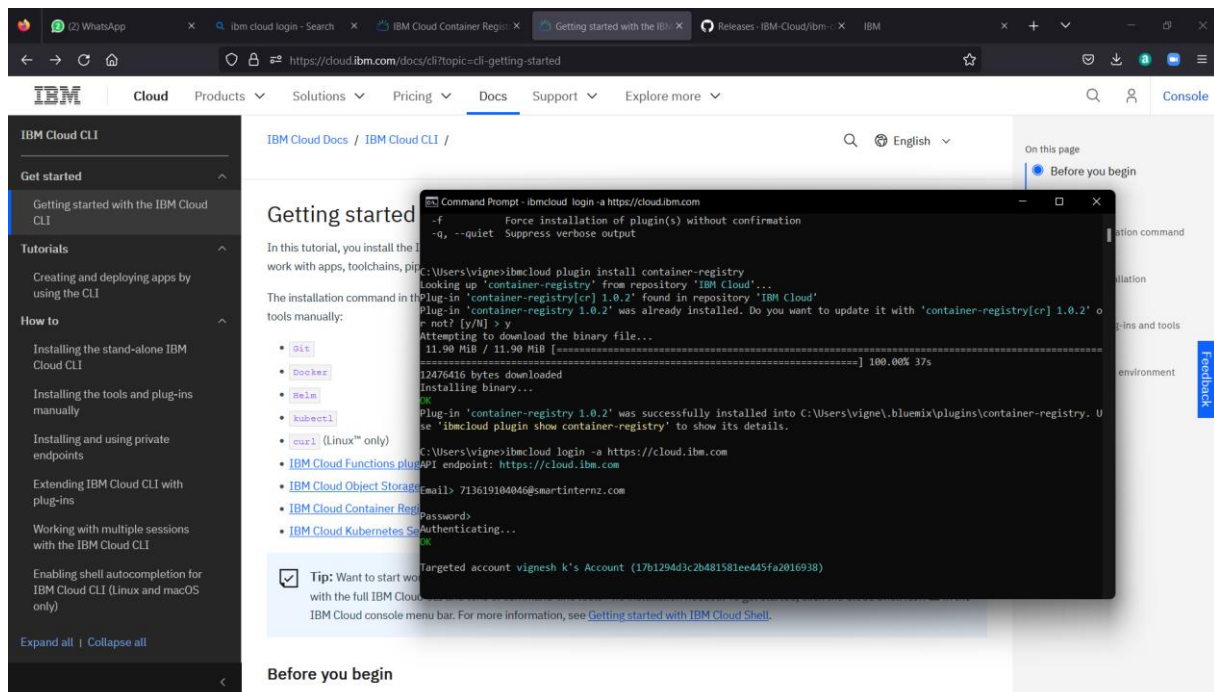 (2) WhatsApp
ibm cloud login - Search
IBM Cloud Container Regist
Getting started with the IBM
Releases · IBM-Cloud/ibm-c
IBM
https://cloud.ibm.com/docs/cli?topic=cli-getting-started
IBM Cloud Products Solutions Pricing Docs Support Explore more Console
IBM Cloud CLI
Get started
Getting started with the IBM Cloud
CLI
Tutorials
Creating and deploying apps by
using the CLI
How to
Installing the stand-alone IBM
Cloud CLI
Installing the tools and plug-ins
manually
Installing and using private
endpoints
Extending IBM Cloud CLI with
plug-ins
Working with multiple sessions
with the IBM Cloud CLI
Enabling shell autocompletion for
IBM Cloud CLI (Linux and macOS
only)
Expand all | Collapse all
IBM Cloud Docs / IBM Cloud CLI /
English
Getting started
In this tutorial, you install the I
work with apps, toolchains, pip
The installation command in th
tools manually:
Git
Docker
Helm
kubectl
curl (Linux™ only)
IBM Cloud Functions plug
IBM Cloud Object Storage
IBM Cloud Container Regi
IBM Cloud Kubernetes Se
Tip: Want to start wo
with the full IBM Cloud
IBM Cloud console menu bar. For more information, see Getting started with IBM Cloud Shell.
Before you begin
Command Prompt - ibmcloud login -a https://cloud.ibm.com
-f Force installation of plugin(s) without confirmation
-q, --quiet Suppress verbose output
C:\Users\vigne>ibmcloud plugin install container-registry
Looking up 'container-registry' from repository 'IBM Cloud'...
Plug-in 'container-registry[cr] 1.0.2' found in repository 'IBM Cloud'
Plug-in 'container-registry 1.0.2' was already installed. Do you want to update it with 'container-registry[cr] 1.0.2' o
r not? [y/N] > y
Attempting to download the binary file...
11.90 MiB / 11.90 MiB [==========================================================================================
=============================================================================] 100.00% 37s
12476416 bytes downloaded
Installing binary...
OK
Plug-in 'container-registry 1.0.2' was successfully installed into C:\Users\vigne\.bluemix\plugins\container-registry. U
se 'ibmcloud plugin show container-registry' to show its details.
C:\Users\vigne>ibmcloud login -a https://cloud.ibm.com
API endpoint: https://cloud.ibm.com
Email> 713619104046@smartinternz.com
Password>
Authenticating...
OK
Targeted account vignesh k's Account (17b1294d3c2b481581ee445fa2016938)
On this page
Before you begin
ation command
allation
g-ins and tools
environment
Feedback